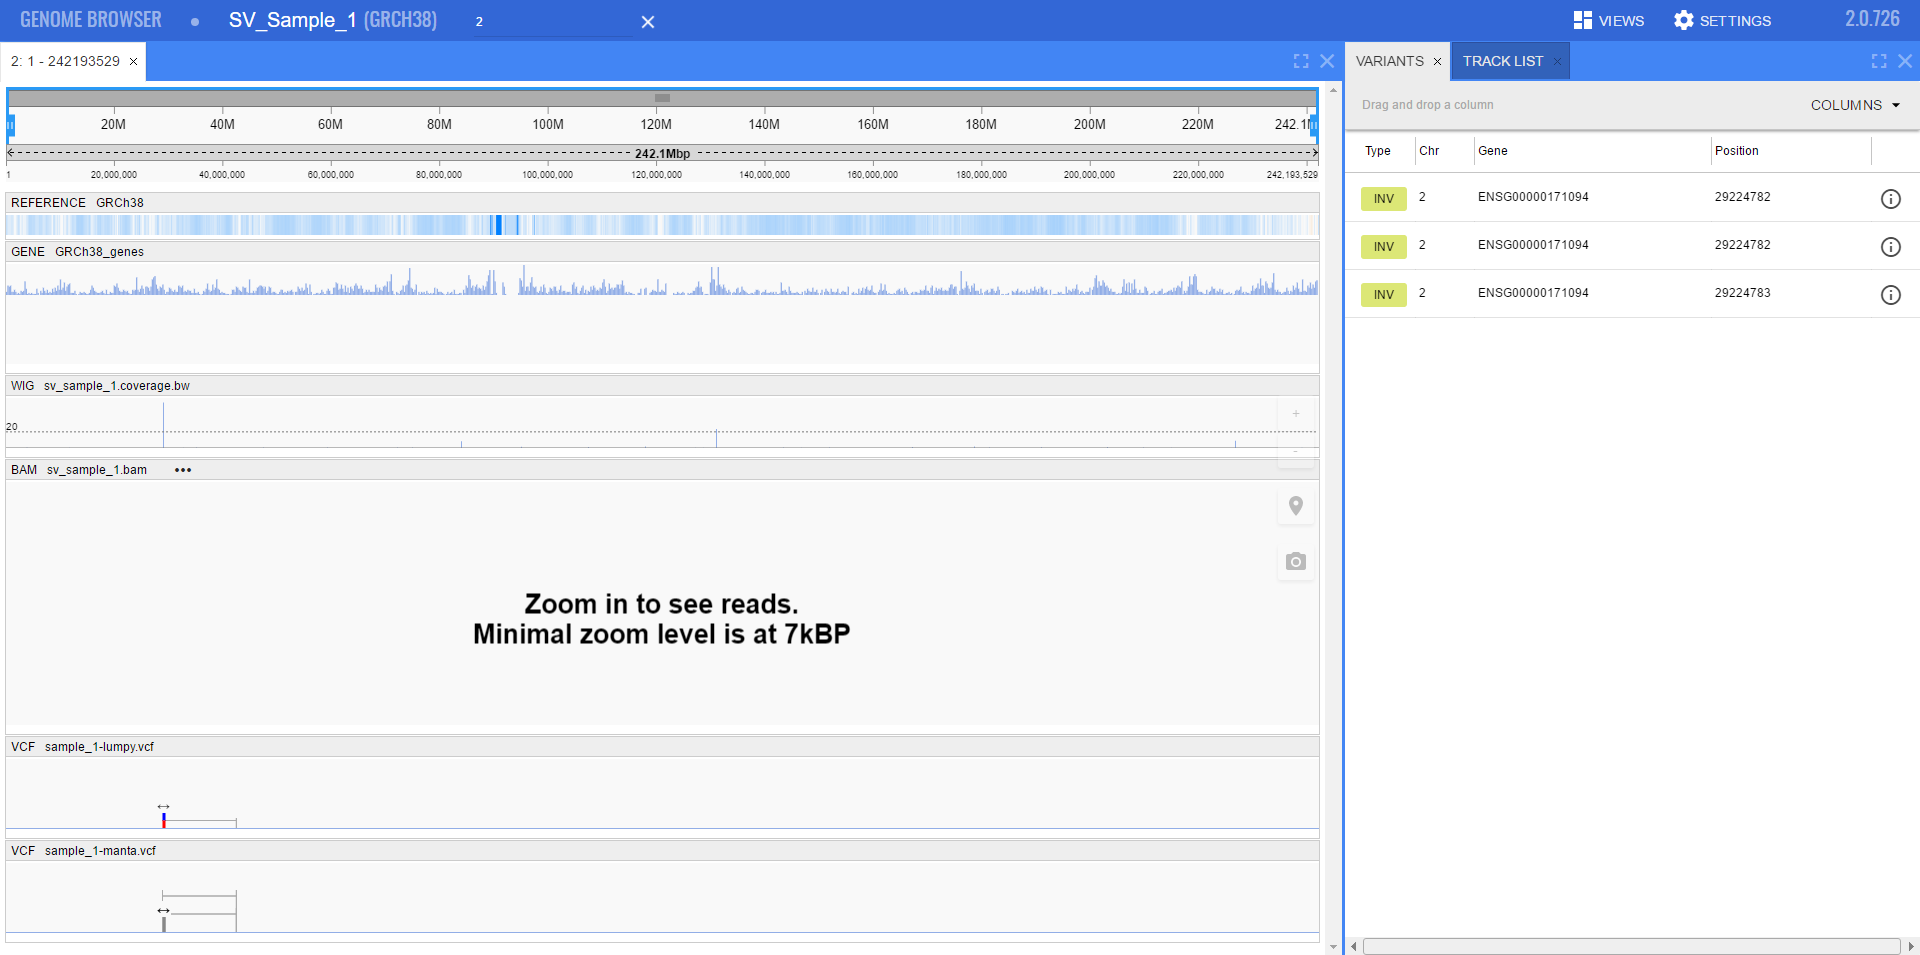 GENOME BROWSER SV_Sample_1 (GRCH38) 2 VIEWS SETTINGS 2.0.726
2: 1 - 242193529
20M 40M 60M 80M 100M 120M 140M 160M 180M 200M 220M 242.1M
242.1Mbp
1 20,000,000 40,000,000 60,000,000 80,000,000 100,000,000 120,000,000 140,000,000 160,000,000 180,000,000 200,000,000 220,000,000 242,193,529
REFERENCE GRCh38
GENE GRCh38_genes
WIG sv_sample_1.coverage.bw
20
BAM sv_sample_1.bam
Zoom in to see reads.
Minimal zoom level is at 7kBP
VCF sample_1-lumpy.vcf
VCF sample_1-manta.vcf
VARIANTS TRACK LIST
Drag and drop a column COLUMNS
Type Chr Gene Position
INV 2 ENSG00000171094 29224782
INV 2 ENSG00000171094 29224782
INV 2 ENSG00000171094 29224783